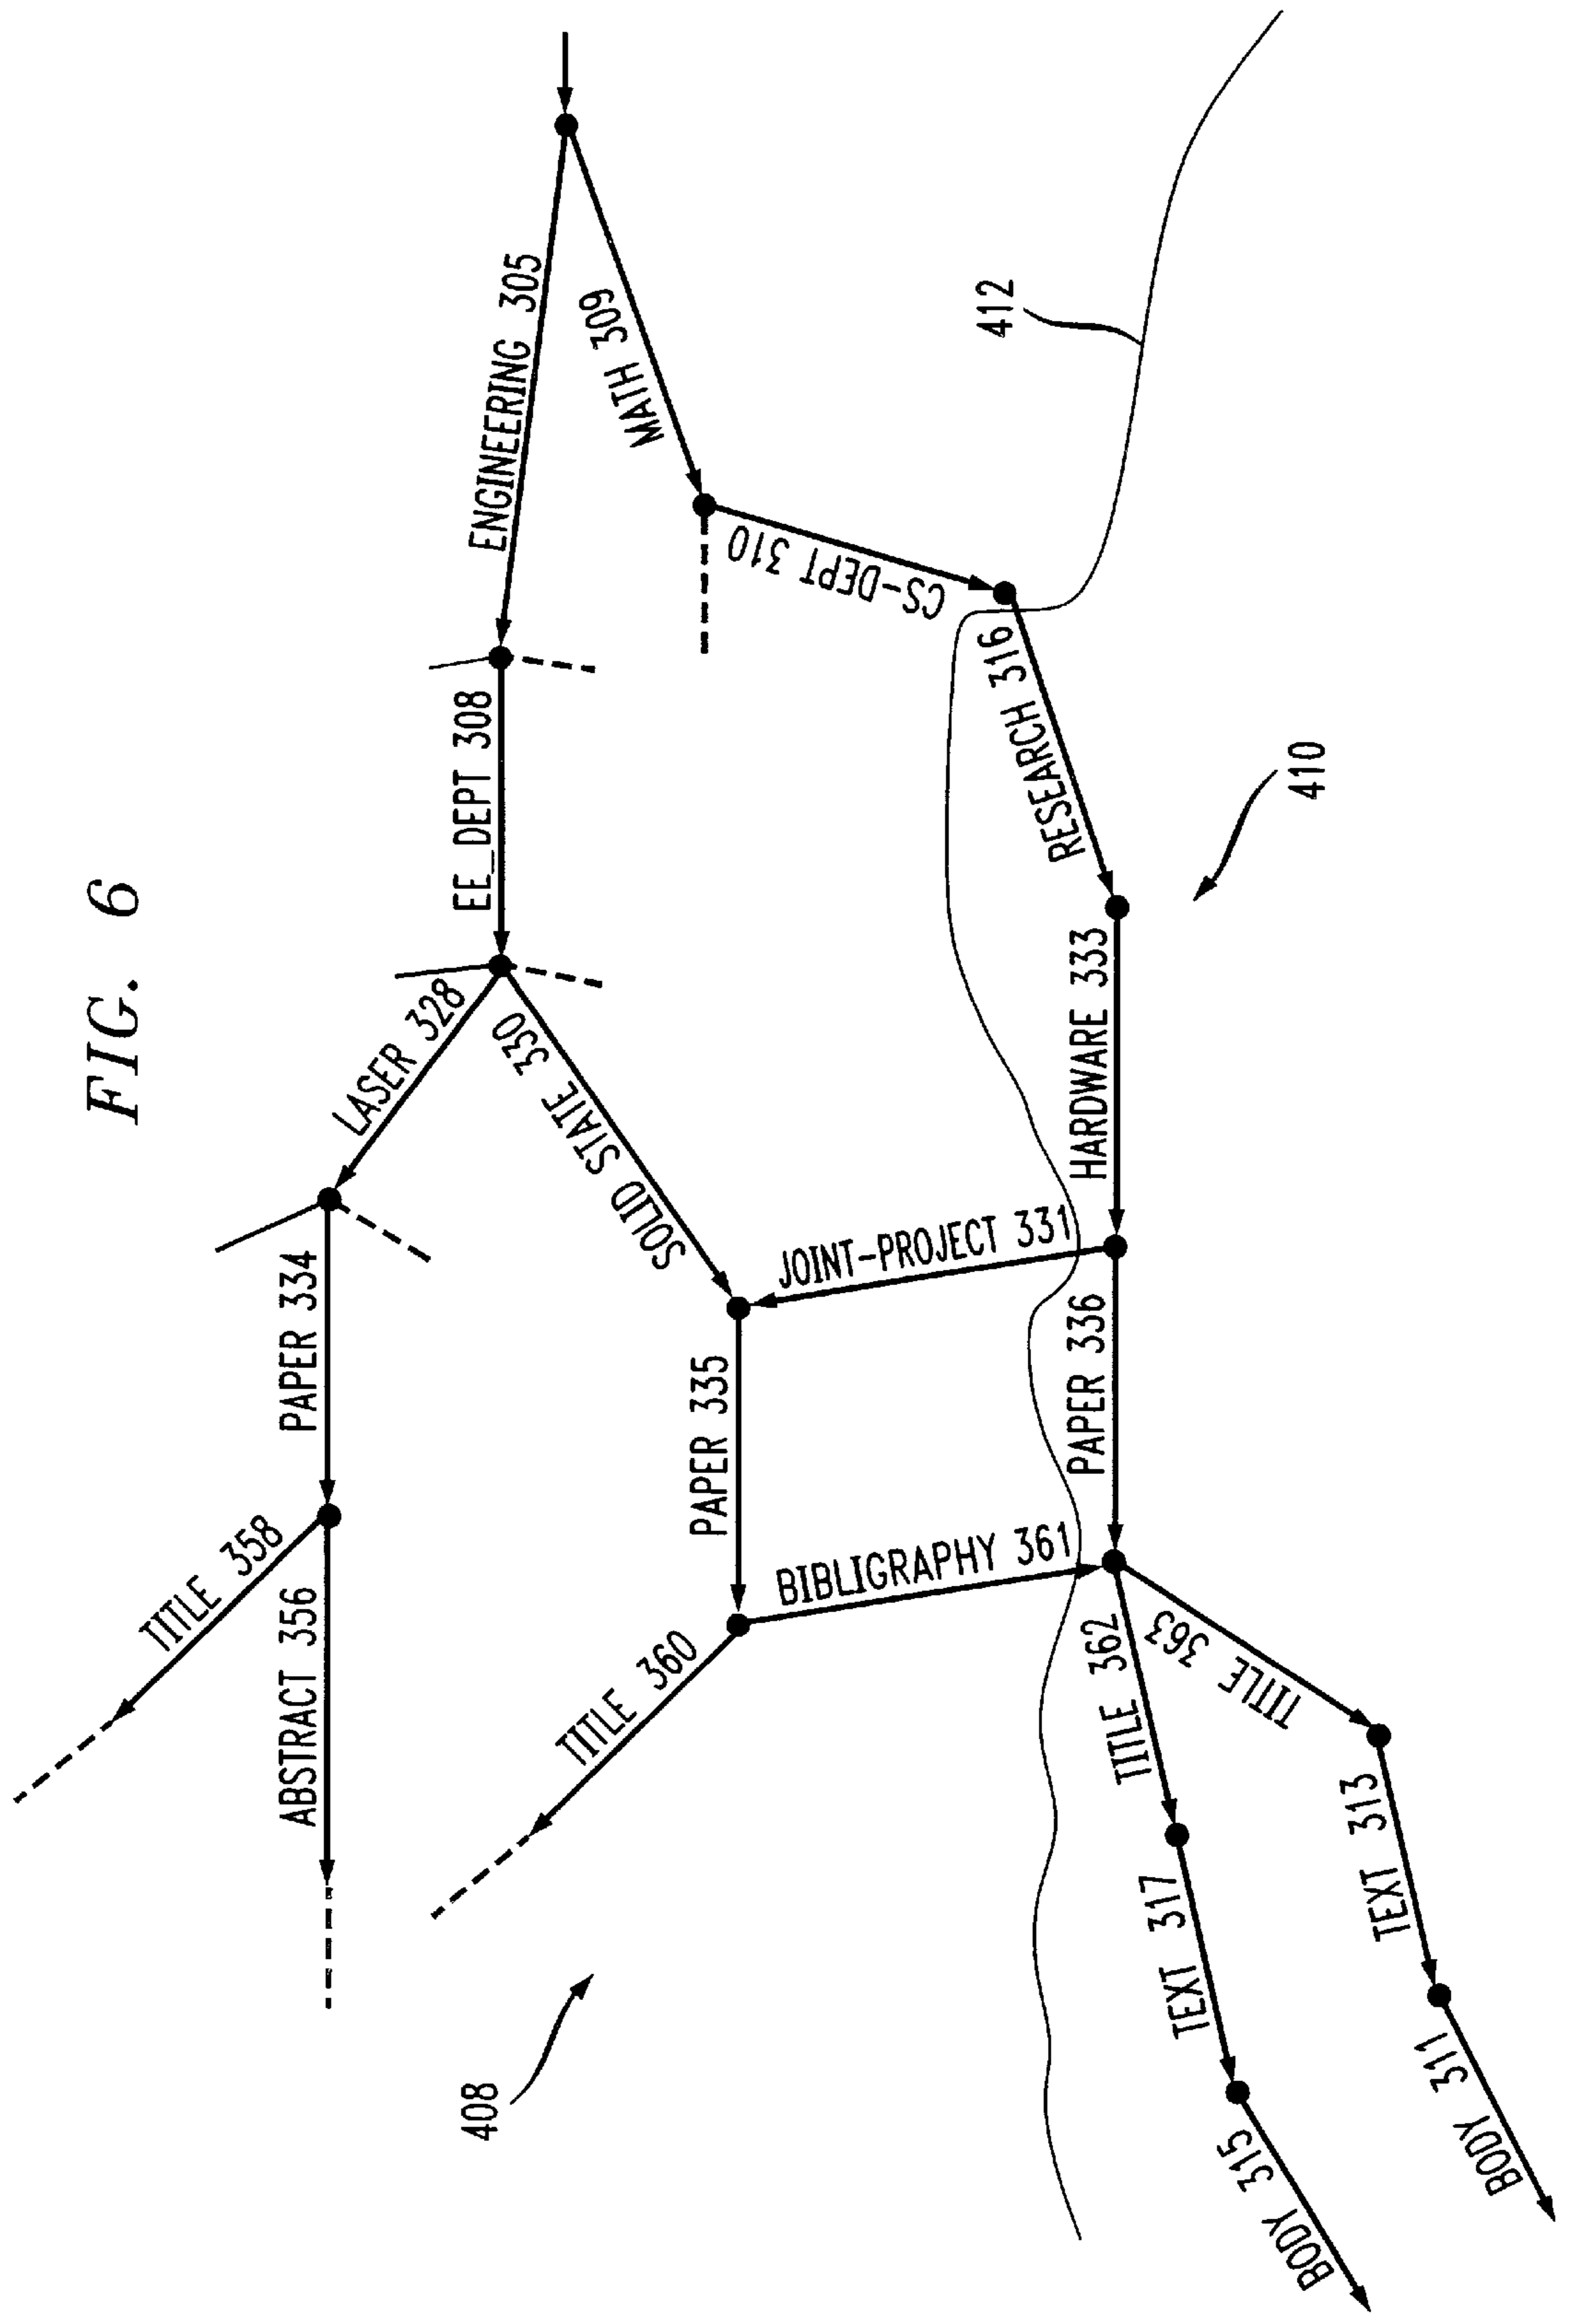 FIG. 6
ENGINEERING 305
MATH 309
EE_DEPT 308
CS-DEPT 310
412
LASER 328
SOLID STATE 330
RESEARCH 316
410
HARDWARE 333
PAPER 334
JOINT-PROJECT 331
PAPER 335
PAPER 336
TITLE 358
ABSTRACT 356
TITLE 360
BIBLIGRAPHY 361
TITLE 362
TITLE 363
TEXT 317
TEXT 313
408
BODY 315
BODY 311